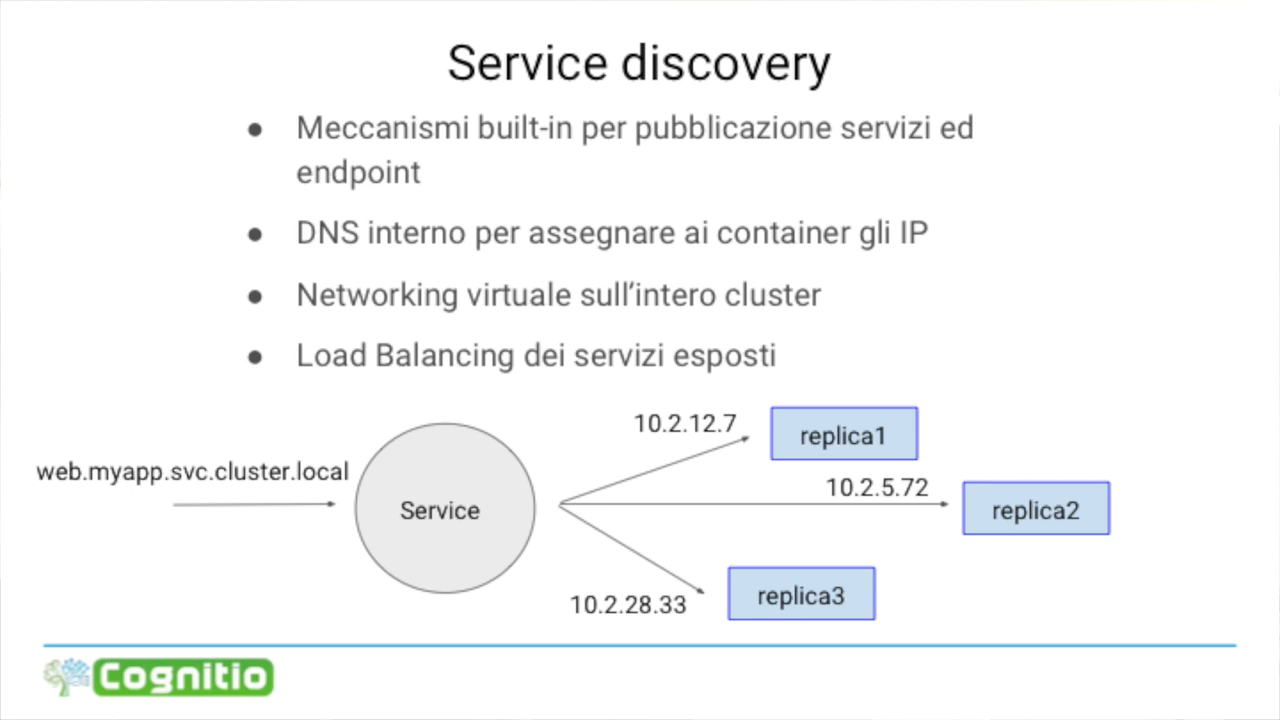 Service discovery
● Meccanismi built-in per pubblicazione servizi ed
endpoint
● DNS interno per assegnare ai container gli IP
● Networking virtuale sull'intero cluster
● Load Balancing dei servizi esposti
10.2.12.7
replica1
web.myapp.svc.cluster.local
10.2.5.72
Service
replica2
10.2.28.33
replica3
Cognitio